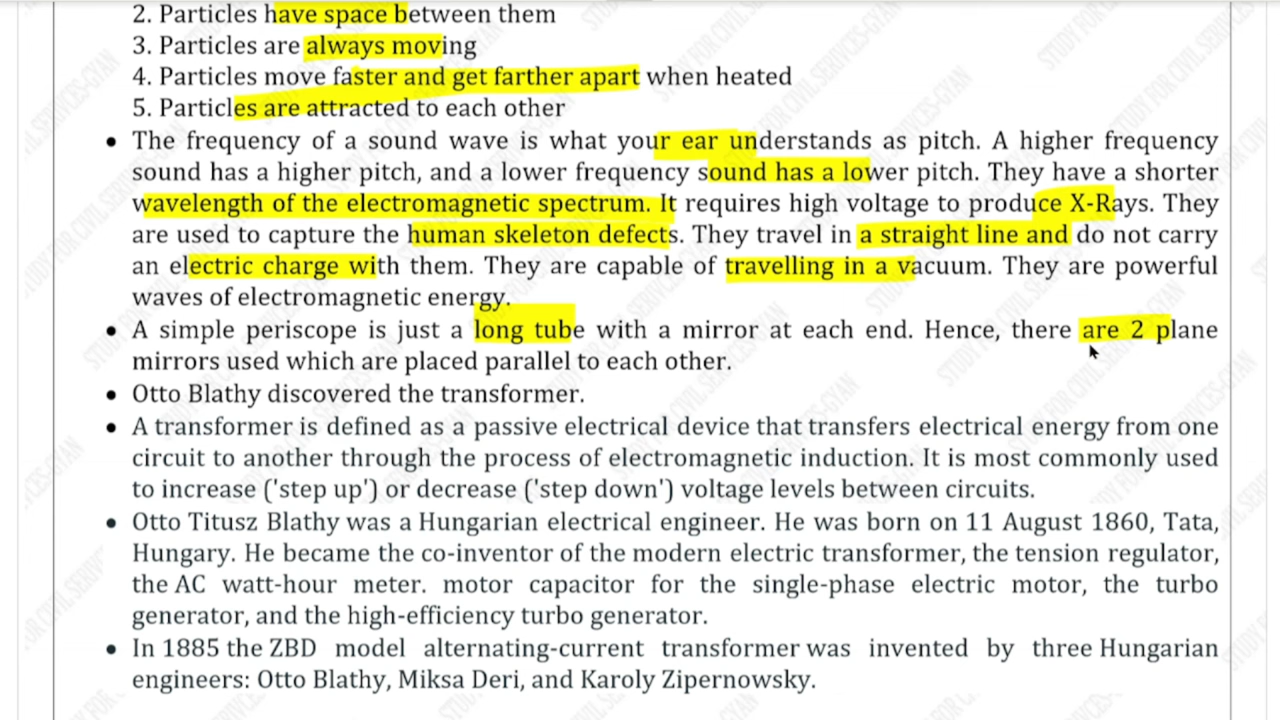 2. Particles have space between them
3. Particles are always moving
4. Particles move faster and get farther apart when heated
5. Particles are attracted to each other
• The frequency of a sound wave is what your ear understands as pitch. A higher frequency
sound has a higher pitch, and a lower frequency sound has a lower pitch. They have a shorter
wavelength of the electromagnetic spectrum. It requires high voltage to produce X-Rays. They
are used to capture the human skeleton defects. They travel in a straight line and do not carry
an electric charge with them. They are capable of travelling in a vacuum. They are powerful
waves of electromagnetic energy.
• A simple periscope is just a long tube with a mirror at each end. Hence, there are 2 plane
mirrors used which are placed parallel to each other.
• Otto Blathy discovered the transformer.
• A transformer is defined as a passive electrical device that transfers electrical energy from one
circuit to another through the process of electromagnetic induction. It is most commonly used
to increase ('step up') or decrease ('step down') voltage levels between circuits.
• Otto Titusz Blathy was a Hungarian electrical engineer. He was born on 11 August 1860, Tata,
Hungary. He became the co-inventor of the modern electric transformer, the tension regulator,
the AC watt-hour meter. motor capacitor for the single-phase electric motor, the turbo
generator, and the high-efficiency turbo generator.
• In 1885 the ZBD model alternating-current transformer was invented by three Hungarian
engineers: Otto Blathy, Miksa Deri, and Karoly Zipernowsky.